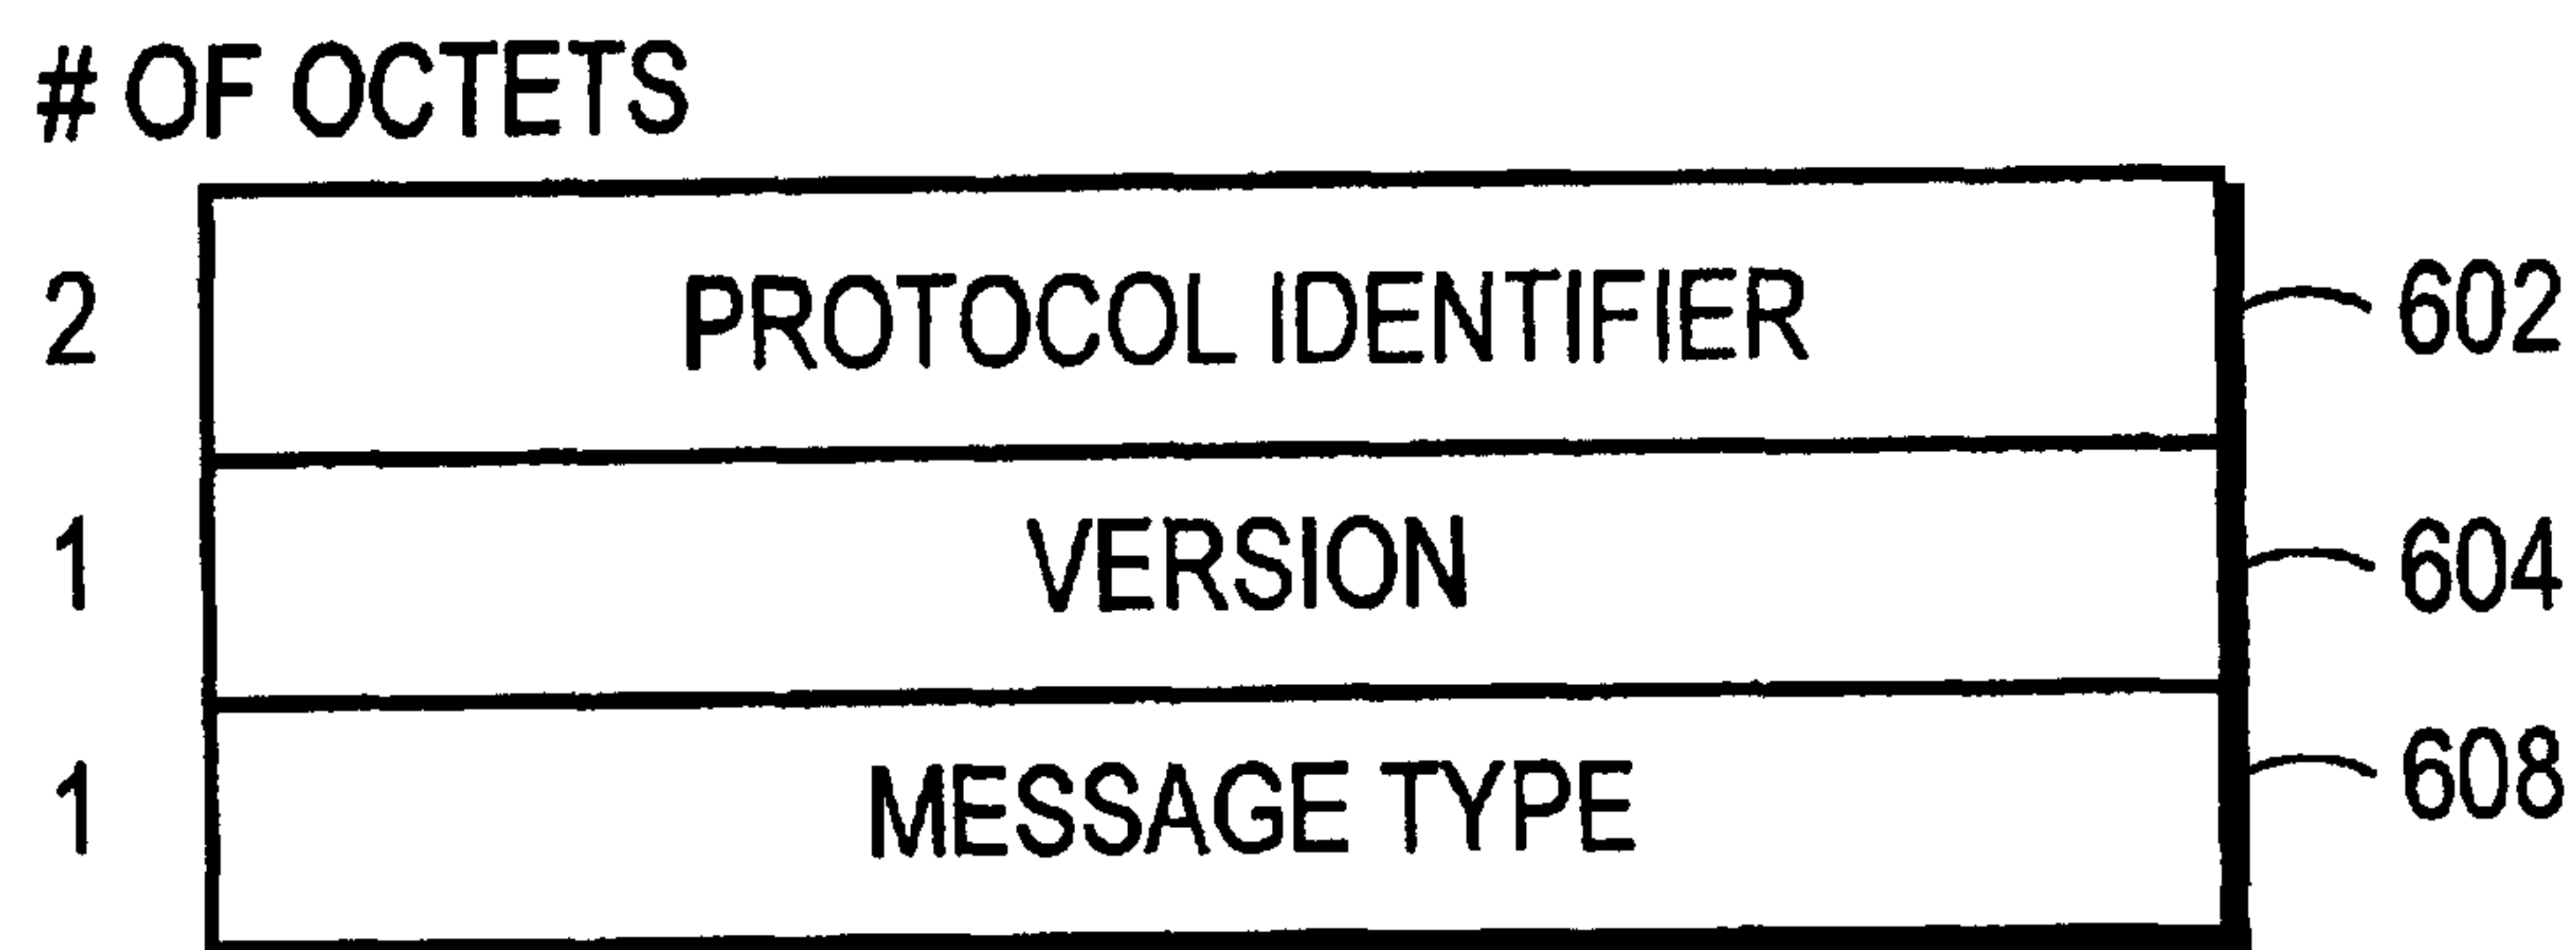 # OF OCTETS
2 PROTOCOL IDENTIFIER 602
1 VERSION 604
1 MESSAGE TYPE 608